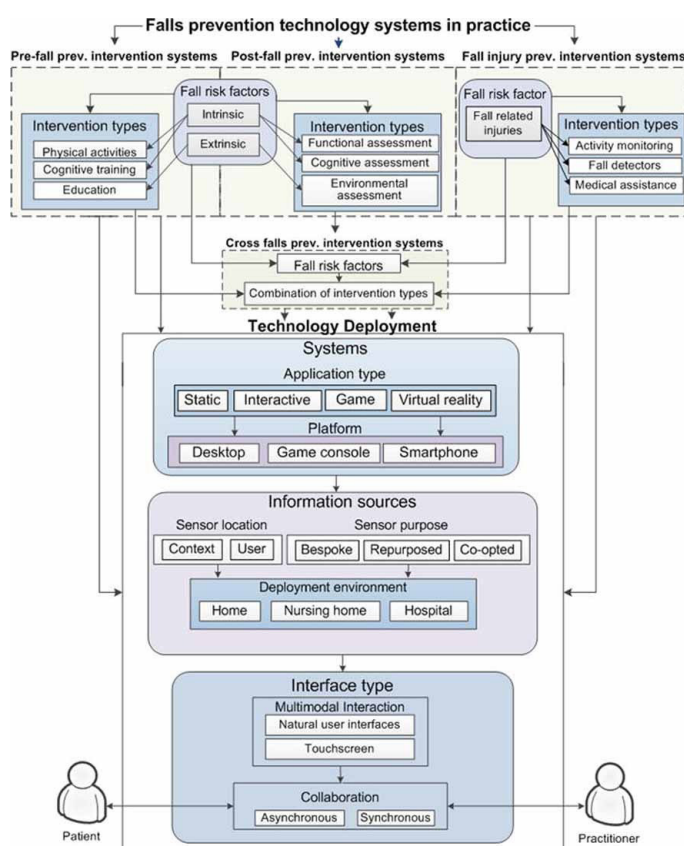 Falls prevention technology systems in practice
Pre-fall prev. intervention systems
Post-fall prev. intervention systems
Fall injury prev. intervention systems
Fall risk factors
Intrinsic
Extrinsic
Intervention types
Physical activities
Cognitive training
Education
Intervention types
Functional assessment
Cognitive assessment
Environmental
assessment
Fall risk factor
Fall related
injuries
Intervention types
Activity monitoring
Fall detectors
Medical assistance
Cross falls prev. intervention systems
Fall risk factors
Combination of intervention types
Technology Deployment
Systems
Application type
Static
Interactive
Game
Virtual reality
Platform
Desktop
Game console
Smartphone
Information sources
Sensor location
Context
User
Sensor purpose
Bespoke
Repurposed
Co-opted
Deployment environment
Home
Nursing home
Hospital
Interface type
Multimodal Interaction
Natural user interfaces
Touchscreen
Collaboration
Asynchronous
Synchronous
Patient
Practitioner